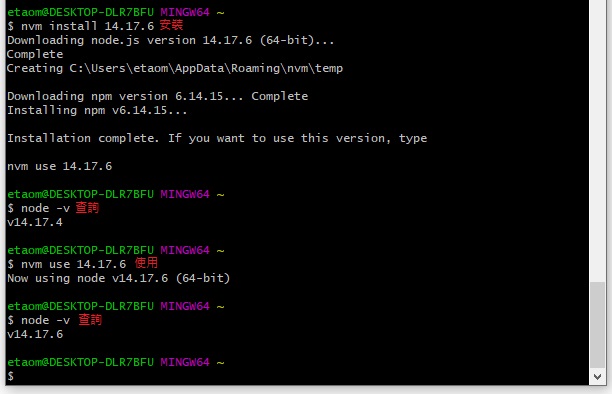 etaom@DESKTOP-DLR7BFU MINGW64 ~
$ nvm install 14.17.6 安裝
Downloading node.js version 14.17.6 (64-bit)...
Complete
Creating C:\Users\etaom\AppData\Roaming\nvm\temp

Downloading npm version 6.14.15... Complete
Installing npm v6.14.15...

Installation complete. If you want to use this version, type

nvm use 14.17.6

etaom@DESKTOP-DLR7BFU MINGW64 ~
$ node -v 查詢
v14.17.4

etaom@DESKTOP-DLR7BFU MINGW64 ~
$ nvm use 14.17.6 使用
Now using node v14.17.6 (64-bit)

etaom@DESKTOP-DLR7BFU MINGW64 ~
$ node -v 查詢
v14.17.6

etaom@DESKTOP-DLR7BFU MINGW64 ~
$